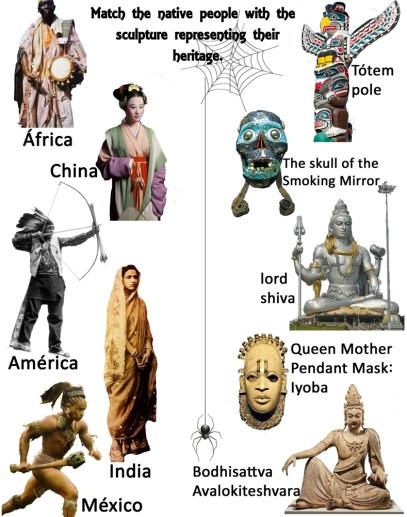 Match the native people with the
sculpture representing their
heritage.
África
China
América
India
México
Tótem
pole
The skull of the
Smoking Mirror
lord
shiva
Queen Mother
Pendant Mask:
Iyoba
Bodhisattva
Avalokiteshvara